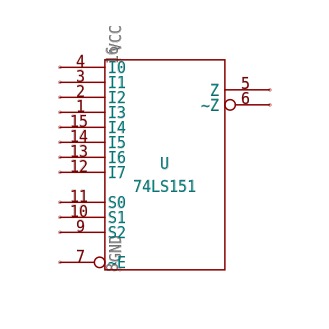 16 VCC
4 I0
3 I1
2 I2
1 I3
15 I4
14 I5
13 I6
12 I7
11 S0
10 S1
9 S2
7 ~E
8 GND
Z 5
~Z 6
U
74LS151